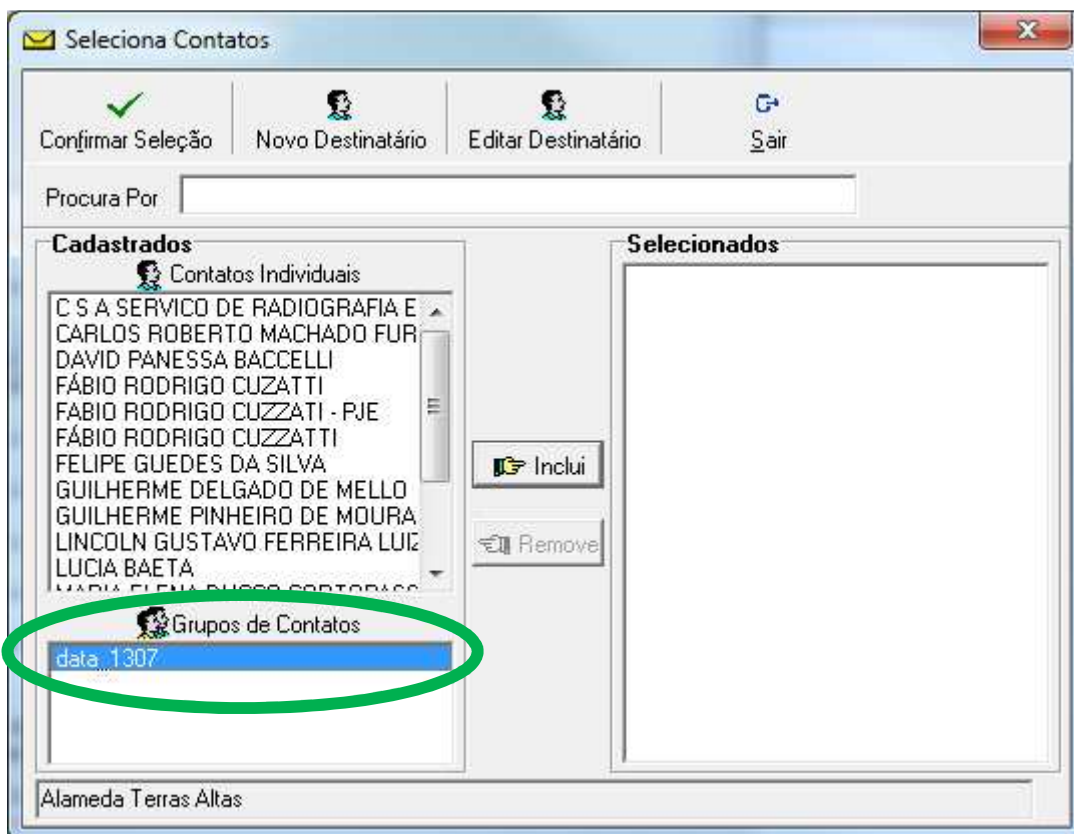 Seleciona Contatos
Confirmar Seleção Novo Destinatário Editar Destinatário Sair
Procura Por
Cadastrados
Contatos Individuais
C S A SERVICO DE RADIOGRAFIA E
CARLOS ROBERTO MACHADO FUR
DAVID PANESSA BACCELLI
FÁBIO RODRIGO CUZATTI
FABIO RODRIGO CUZZATI - PJE
FÁBIO RODRIGO CUZZATTI
FELIPE GUEDES DA SILVA
GUILHERME DELGADO DE MELLO
GUILHERME PINHEIRO DE MOURA
LINCOLN GUSTAVO FERREIRA LUIZ
LUCIA BAETA
MARIA ELENA
Grupos de Contatos
data_1307
Inclui
Remove
Selecionados
Alameda Terras Altas